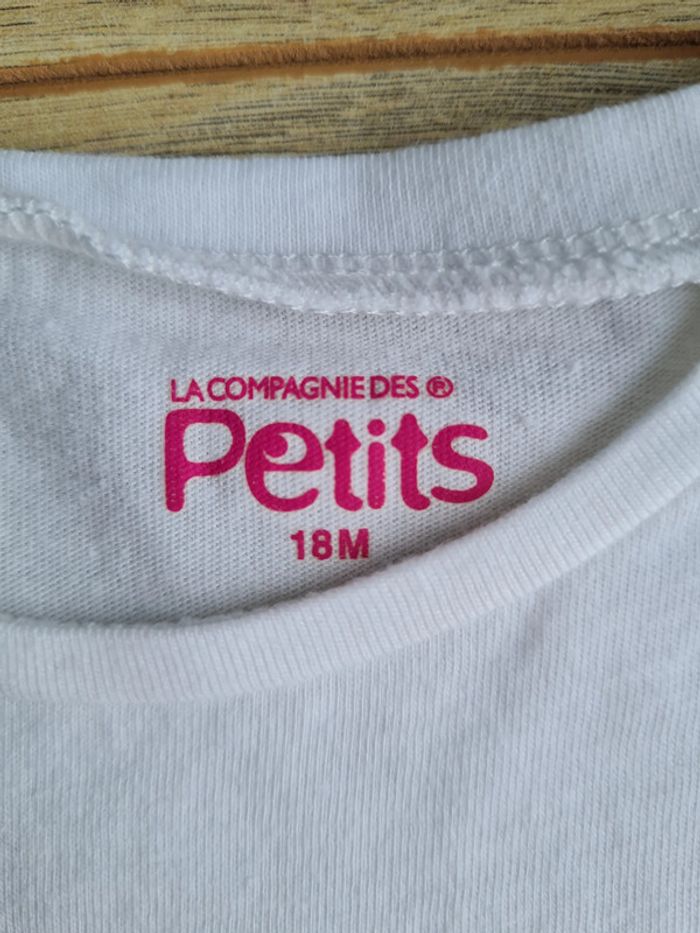 LA COMPAGNIE DES ®
Petits
18M